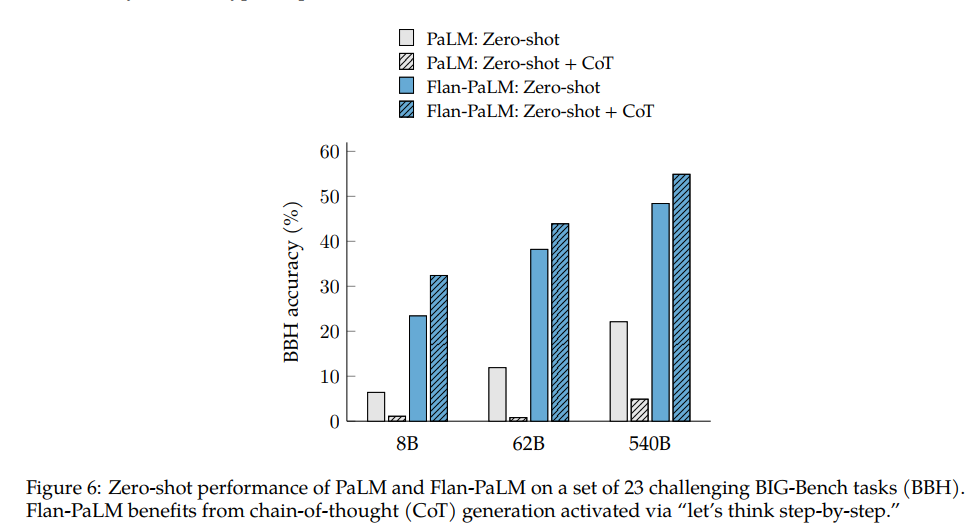 PaLM: Zero-shot
PaLM: Zero-shot + CoT
Flan-PaLM: Zero-shot
Flan-PaLM: Zero-shot + CoT
60
50
40
30
20
10
0
BBH accuracy (%)
8B 62B 540B
Figure 6: Zero-shot performance of PaLM and Flan-PaLM on a set of 23 challenging BIG-Bench tasks (BBH).
Flan-PaLM benefits from chain-of-thought (CoT) generation activated via “let’s think step-by-step.”